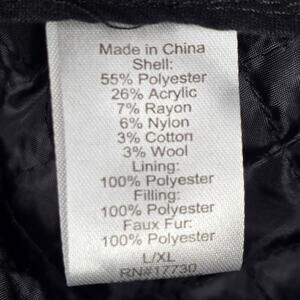 Made in China
Shell:
55% Polyester
26% Acrylic
7% Rayon
6% Nylon
3% Cotton
3% Wool
Lining:
100% Polyester
Filling:
100% Polyester
Faux Fur:
100% Polyester
L/XL
RN#17730